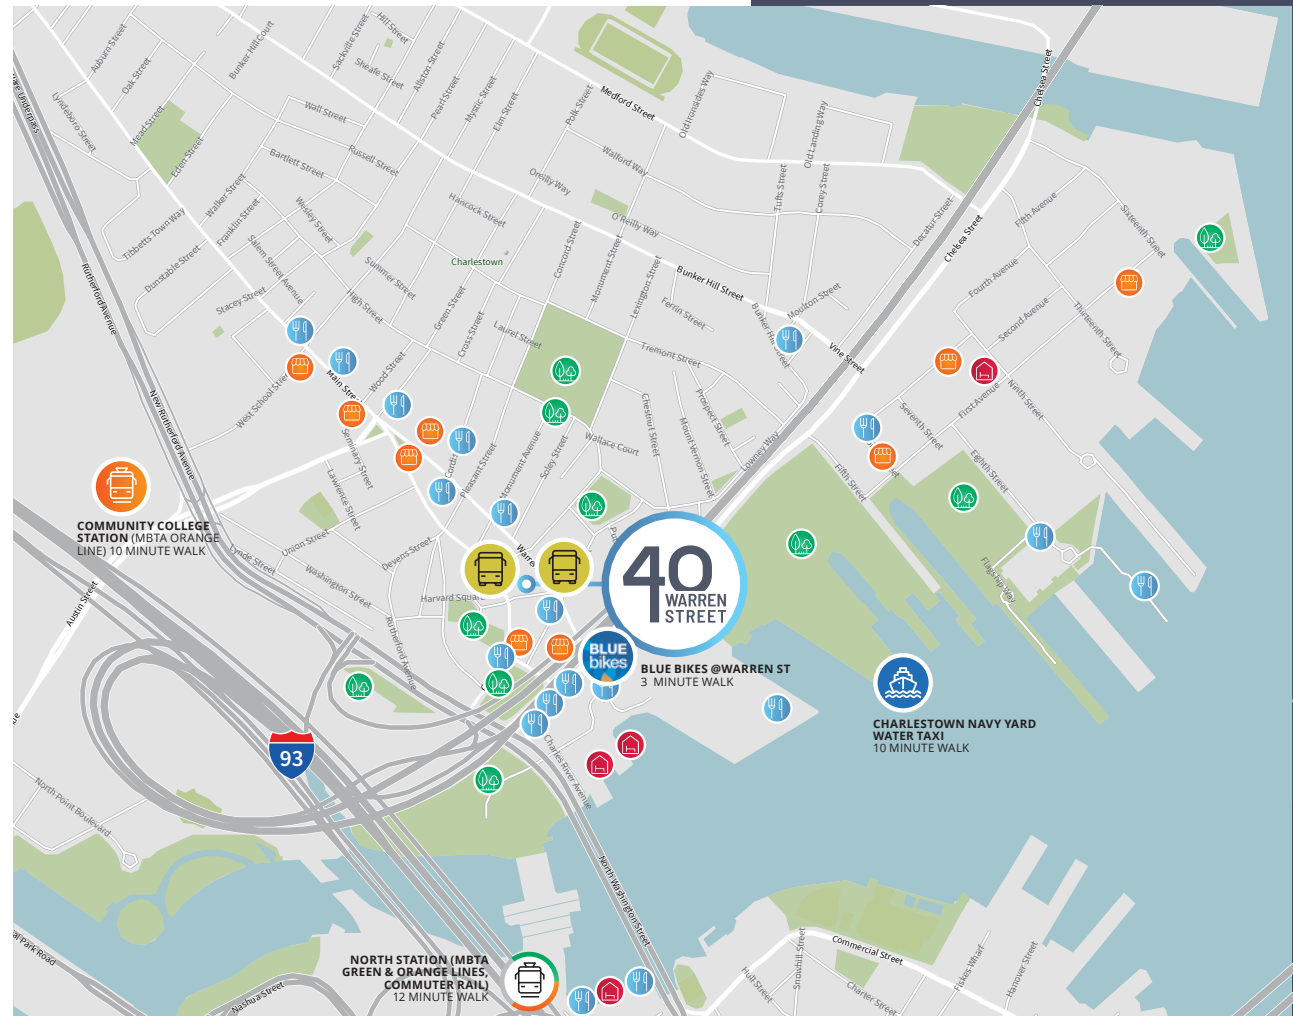 Hill Street
Sackville Street
Bunker Hill Court
Auburn Street
Oak Street
Sheafe Street
Allston Street
Pearl Street
Mystic Street
Elm Street
Polk Street
Medford Street
Old Ironsides Way
Chelsea Street
Lyndeboro Street
Mead Street
Eden Street
Wall Street
Russell Street
Bartlett Street
Walford Way
Old Landing Way
Corey Street
Tufts Street
Walker Street
Franklin Street
Wesley Street
Hancock Street
Oreilly Way
O'Reilly Way
Tibbetts Town Way
Dunstable Street
Salem Street Avenue
Summer Street
Charlestown
Concord Street
Monument Street
Lexington Street
Bunker Hill Street
Decatur Street
Chelsea Street
Fifth Avenue
Sixteenth Street
Fourth Avenue
Second Avenue
Thirteenth Street
Rutherford Avenue
Stacey Street
High Street
Green Street
Cross Street
Laurel Street
Ferrin Street
Tremont Street
Moulton Street
Vine Street
Wood Street
West School Street
New Rutherford Avenue
Seminary Street
Lawrence Street
Pleasant Street
Monument Avenue
Soley Street
Wallace Court
Chestnut Street
Mount Vernon Street
Prospect Street
Lowney Way
First Avenue
Ninth Street
Seventh Street
Eighth Street
Fifth Street
Flagship Way
COMMUNITY COLLEGE
STATION (MBTA ORANGE
LINE) 10 MINUTE WALK
Lynde Street
Union Street
Washington Street
Devens Street
Harvard Square
Rutherford Avenue
Austin Street
40
WARREN
STREET
BLUE
bikes
BLUE BIKES @WARREN ST
3 MINUTE WALK
CHARLESTOWN NAVY YARD
WATER TAXI
10 MINUTE WALK
93
North Point Boulevard
Charles River Avenue
North Washington Street
NORTH STATION (MBTA
GREEN & ORANGE LINES,
COMMUTER RAIL)
12 MINUTE WALK
Nashua Street
Commercial Street
Hull Street
Snowhill Street
Charter Street
Fiskes Wharf
Hanover Street